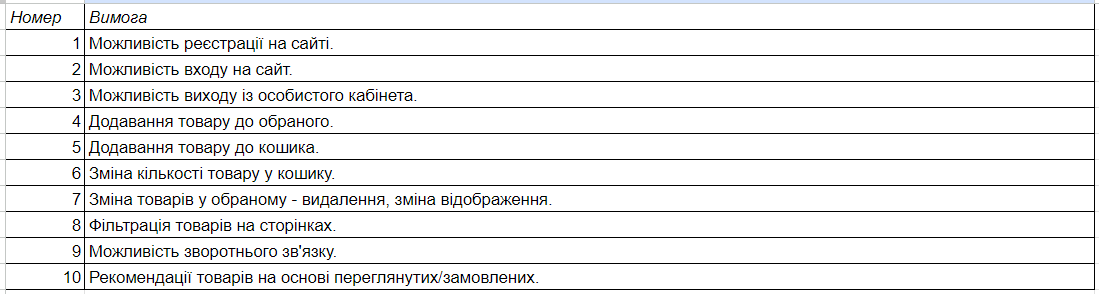 Номер Вимога
1 Можливість реєстрації на сайті.
2 Можливість входу на сайт.
3 Можливість виходу із особистого кабінета.
4 Додавання товару до обраного.
5 Додавання товару до кошика.
6 Зміна кількості товару у кошику.
7 Зміна товарів у обраному - видалення, зміна відображення.
8 Фільтрація товарів на сторінках.
9 Можливість зворотнього зв'язку.
10 Рекомендації товарів на основі переглянутих/замовлених.